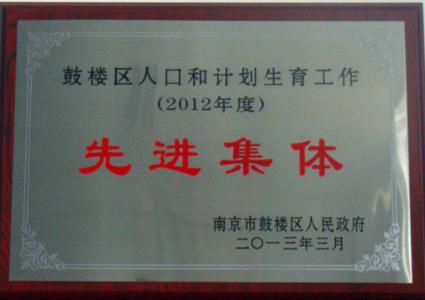 鼓楼区人口和计划生育工作
(2012年度)
先进集体
南京市鼓楼区人民政府
二〇一三年三月